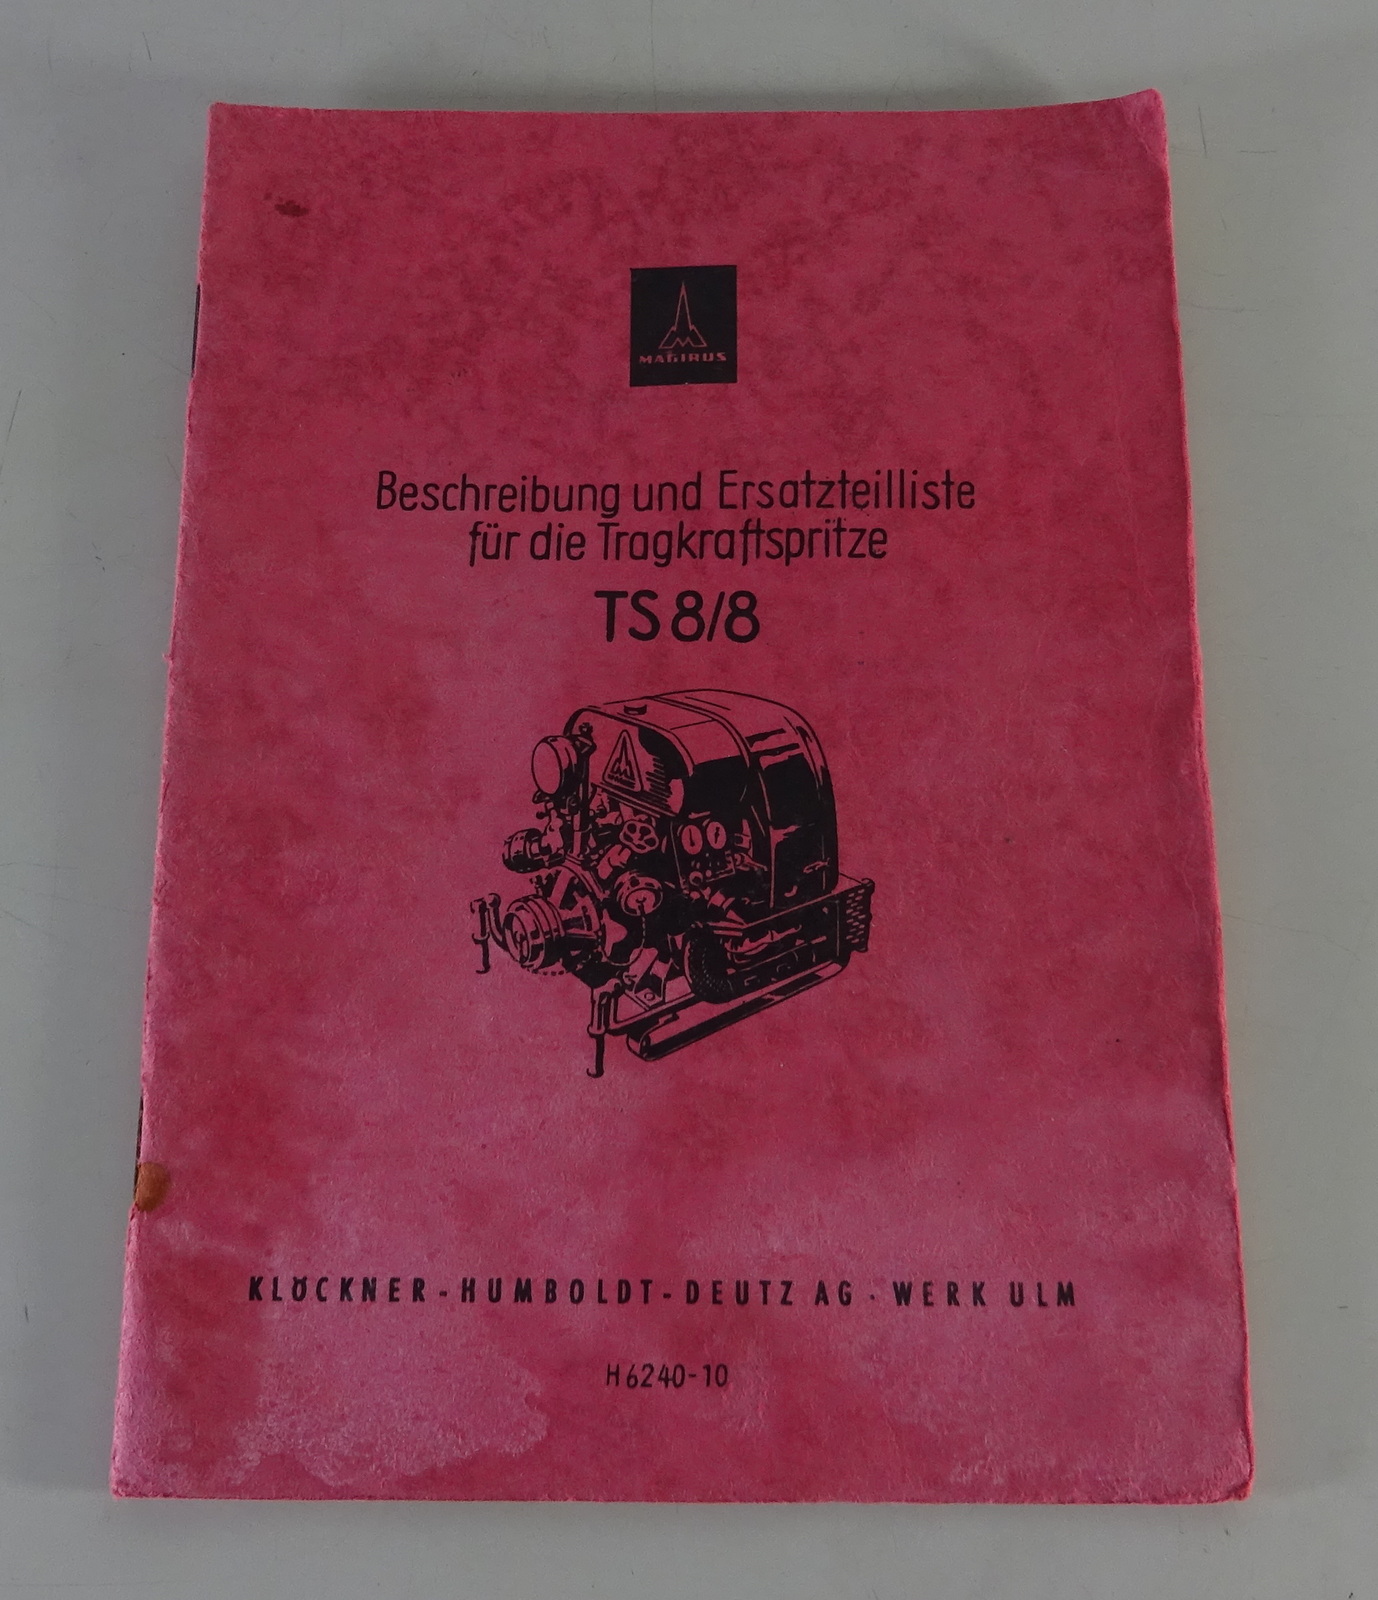 MAGIRUS
Beschreibung und Ersatzteilliste
für die Tragkraftspritze
TS 8/8
KLÖCKNER-HUMBOLDT-DEUTZ AG · WERK ULM
H 6240-10